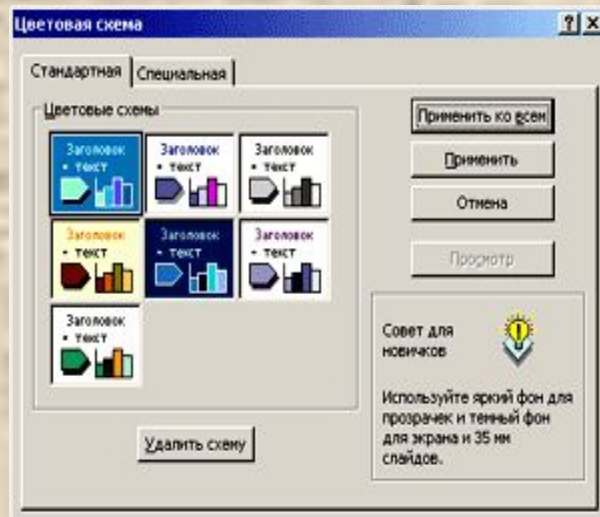 Цветовая схема
Стандартная
Специальная
Цветовые схемы
Заголовок
• текст
Заголовок
• текст
Заголовок
• текст
Заголовок
• текст
Заголовок
• текст
Заголовок
• текст
Заголовок
• текст
Удалить схему
Применить ко всем
Применить
Отмена
Просмотр
Совет для
новичков
Используйте яркий фон для
прозрачек и темный фон
для экрана и 35 мм
слайдов.